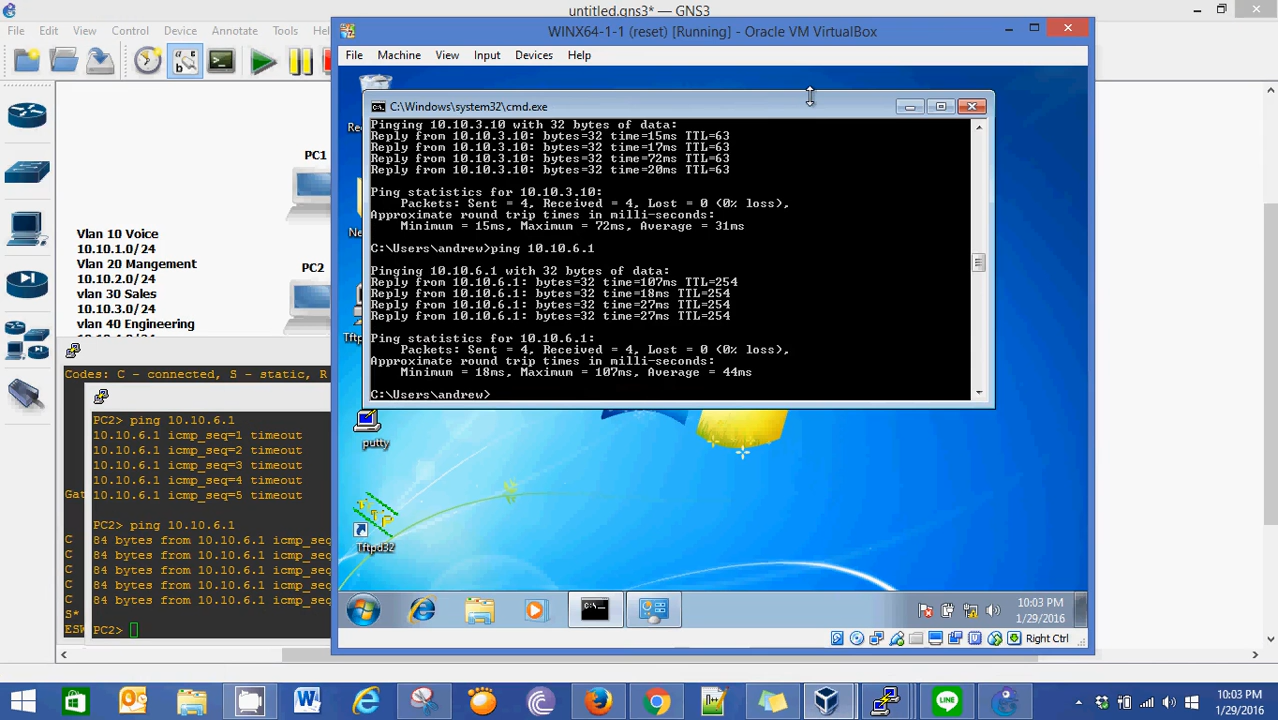 untitled.gns3* — GNS3
File Edit View Control Device Annotate Tools
WINX64-1-1 (reset) [Running] - Oracle VM VirtualBox
File Machine View Input Devices Help
C:\Windows\system32\cmd.exe
Pinging 10.10.3.10 with 32 bytes of data:
Reply from 10.10.3.10: bytes=32 time=15ms TTL=63
Reply from 10.10.3.10: bytes=32 time=17ms TTL=63
Reply from 10.10.3.10: bytes=32 time=72ms TTL=63
Reply from 10.10.3.10: bytes=32 time=20ms TTL=63
Ping statistics for 10.10.3.10:
Packets: Sent = 4, Received = 4, Lost = 0 (0% loss),
Approximate round trip times in milli-seconds:
Minimum = 15ms, Maximum = 72ms, Average = 31ms
C:\Users\andrew>ping 10.10.6.1
Pinging 10.10.6.1 with 32 bytes of data:
Reply from 10.10.6.1: bytes=32 time=107ms TTL=254
Reply from 10.10.6.1: bytes=32 time=18ms TTL=254
Reply from 10.10.6.1: bytes=32 time=27ms TTL=254
Reply from 10.10.6.1: bytes=32 time=27ms TTL=254
Ping statistics for 10.10.6.1:
Packets: Sent = 4, Received = 4, Lost = 0 (0% loss),
Approximate round trip times in milli-seconds:
Minimum = 18ms, Maximum = 107ms, Average = 44ms
C:\Users\andrew>
putty
Tftpd32
10:03 PM
1/29/2016
Right Ctrl
PC1
PC2
Vlan 10 Voice
10.10.1.0/24
Vlan 20 Mangement
10.10.2.0/24
vlan 30 Sales
10.10.3.0/24
vlan 40 Engineering
Codes: C - connected, S - static, R
PC2> ping 10.10.6.1
10.10.6.1 icmp_seq=1 timeout
10.10.6.1 icmp_seq=2 timeout
10.10.6.1 icmp_seq=3 timeout
10.10.6.1 icmp_seq=4 timeout
10.10.6.1 icmp_seq=5 timeout
PC2> ping 10.10.6.1
84 bytes from 10.10.6.1 icmp_seq
84 bytes from 10.10.6.1 icmp_seq
84 bytes from 10.10.6.1 icmp_seq
84 bytes from 10.10.6.1 icmp_seq
84 bytes from 10.10.6.1 icmp_seq
PC2>
Gat
C
C
C
C
C
S*
ESW
10:03 PM
1/29/2016